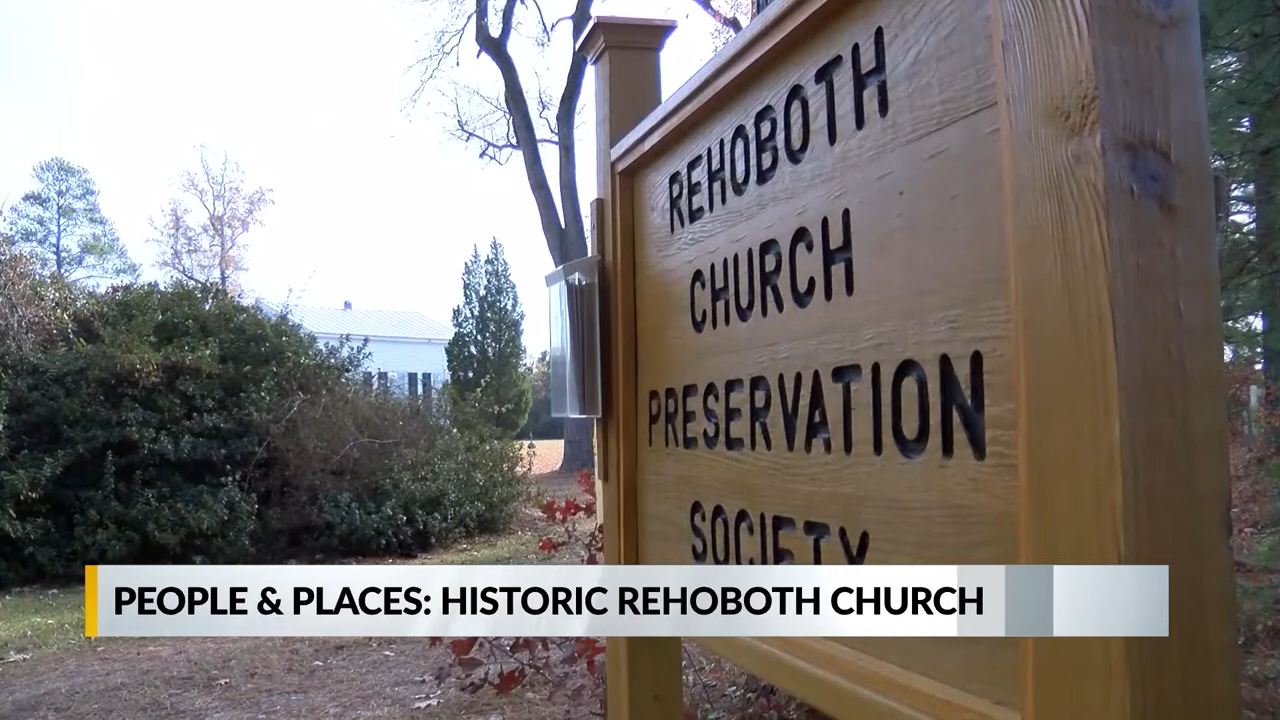 REHOBOTH
CHURCH
PRESERVATION
SOCIETY
PEOPLE & PLACES: HISTORIC REHOBOTH CHURCH